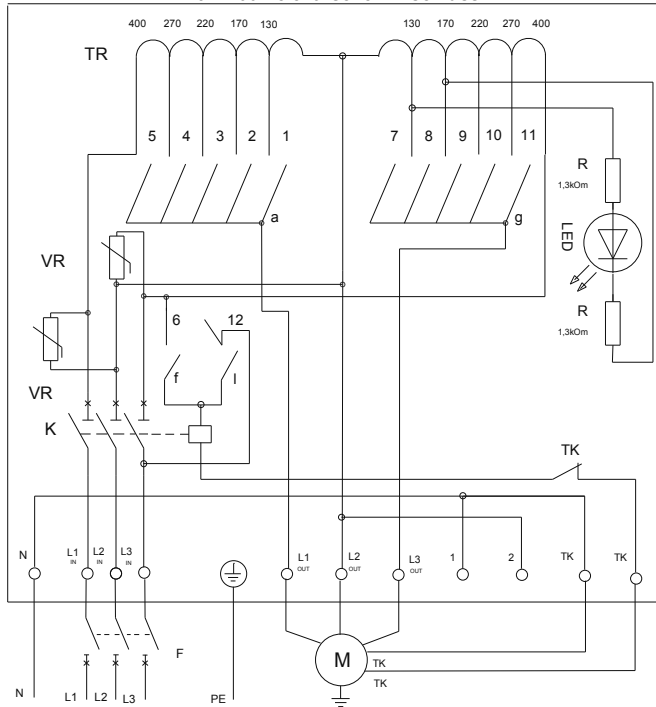 400 270 220 170 130 130 170 220 270 400
TR
5 4 3 2 1 7 8 9 10 11
R
1,3kOm
a g
LED
VR
6 12
R
1,3kOm
VR
f l
K
TK
N L1 IN L2 IN L3 IN L1 OUT L2 OUT L3 OUT 1 2 TK TK
F
M
TK
TK
N L1 L2 L3 PE